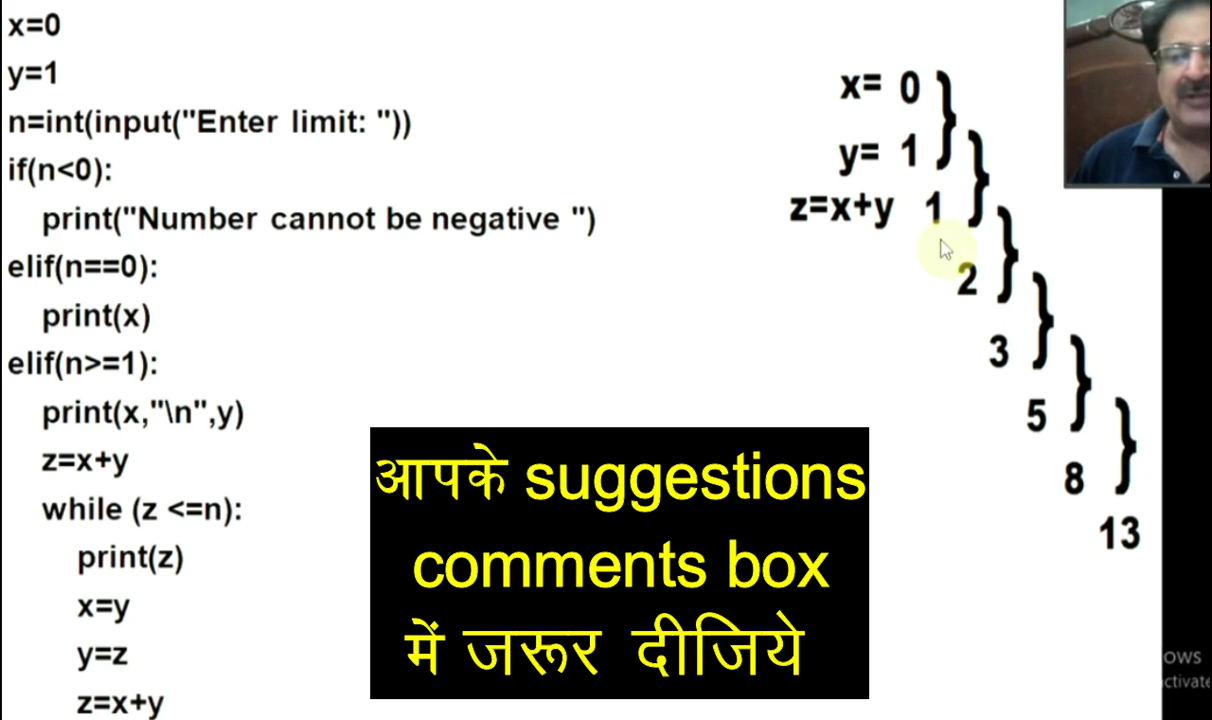 x=0
y=1
n=int(input("Enter limit: "))
if(n<0):
print("Number cannot be negative ")
elif(n==0):
print(x)
elif(n>=1):
print(x,"\n",y)
z=x+y
while (z <=n):
print(z)
x=y
y=z
z=x+y
x= 0
y= 1
z=x+y 1
2
3
5
8
13
आपके suggestions
comments box
में जरूर दीजिये